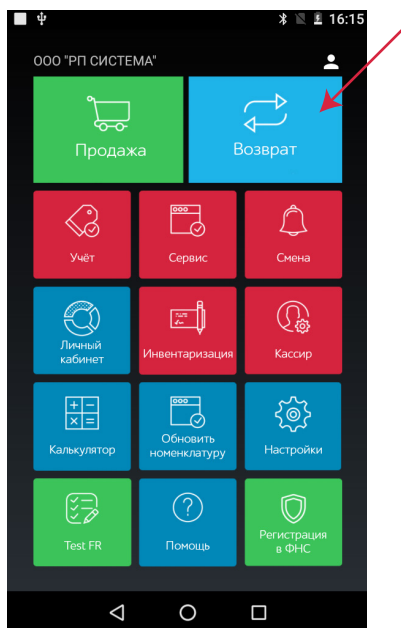 16:15
ООО "РП СИСТЕМА"
Продажа
Возврат
Учёт
Сервис
Смена
Личный
кабинет
Инвентаризация
Кассир
Калькулятор
Обновить
номенклатуру
Настройки
Test FR
Помощь
Регистрация
в ФНС